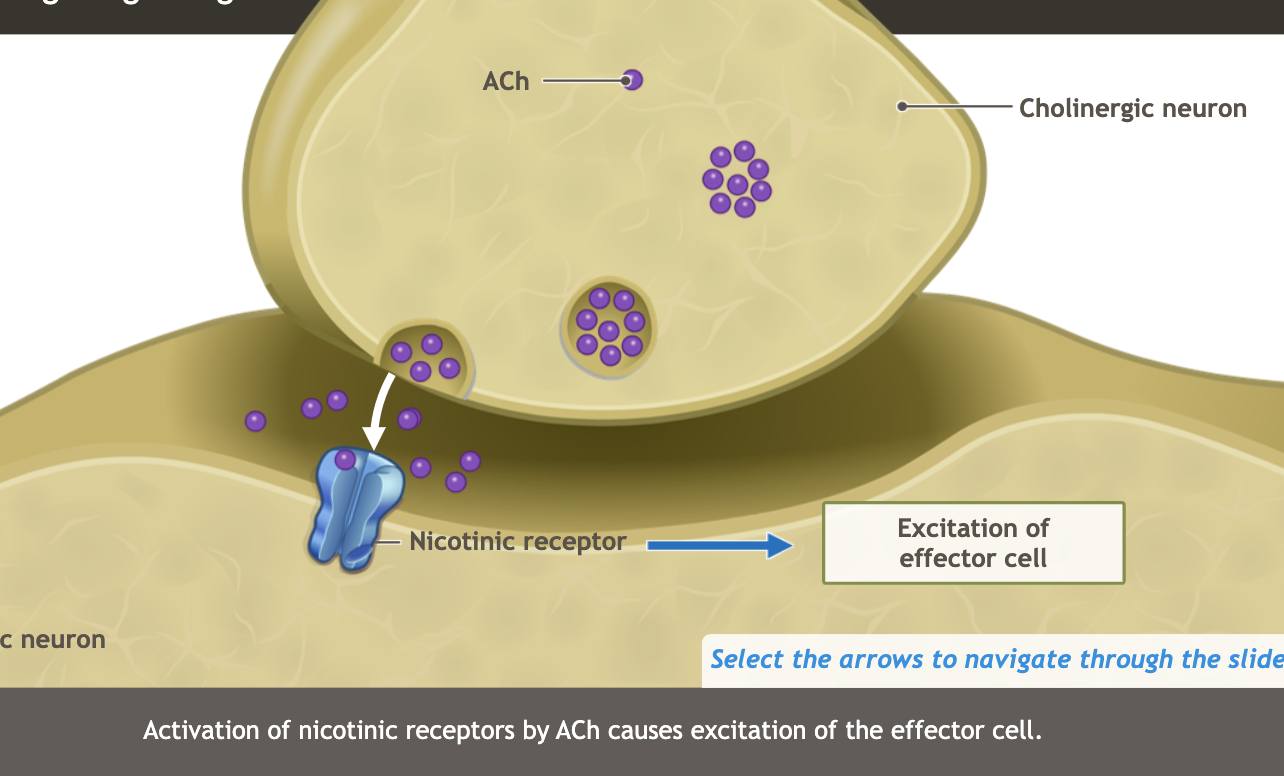 ACh
Cholinergic neuron
Nicotinic receptor
Excitation of
effector cell
neuron
Select the arrows to navigate through the slide
Activation of nicotinic receptors by ACh causes excitation of the effector cell.